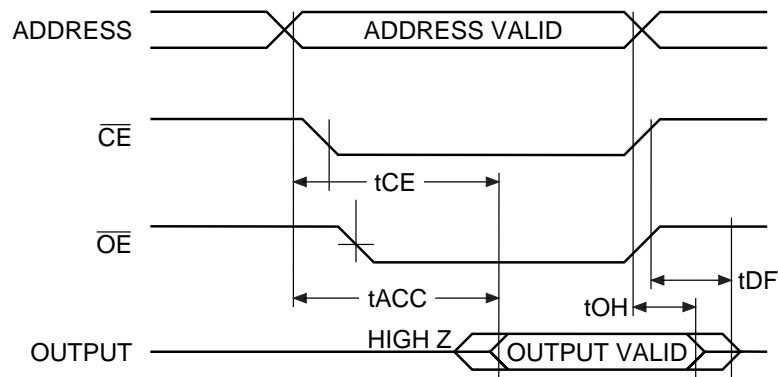 ADDRESS
ADDRESS VALID
CE
tCE
OE
tACC
tDF
tOH
HIGH Z
OUTPUT
OUTPUT VALID